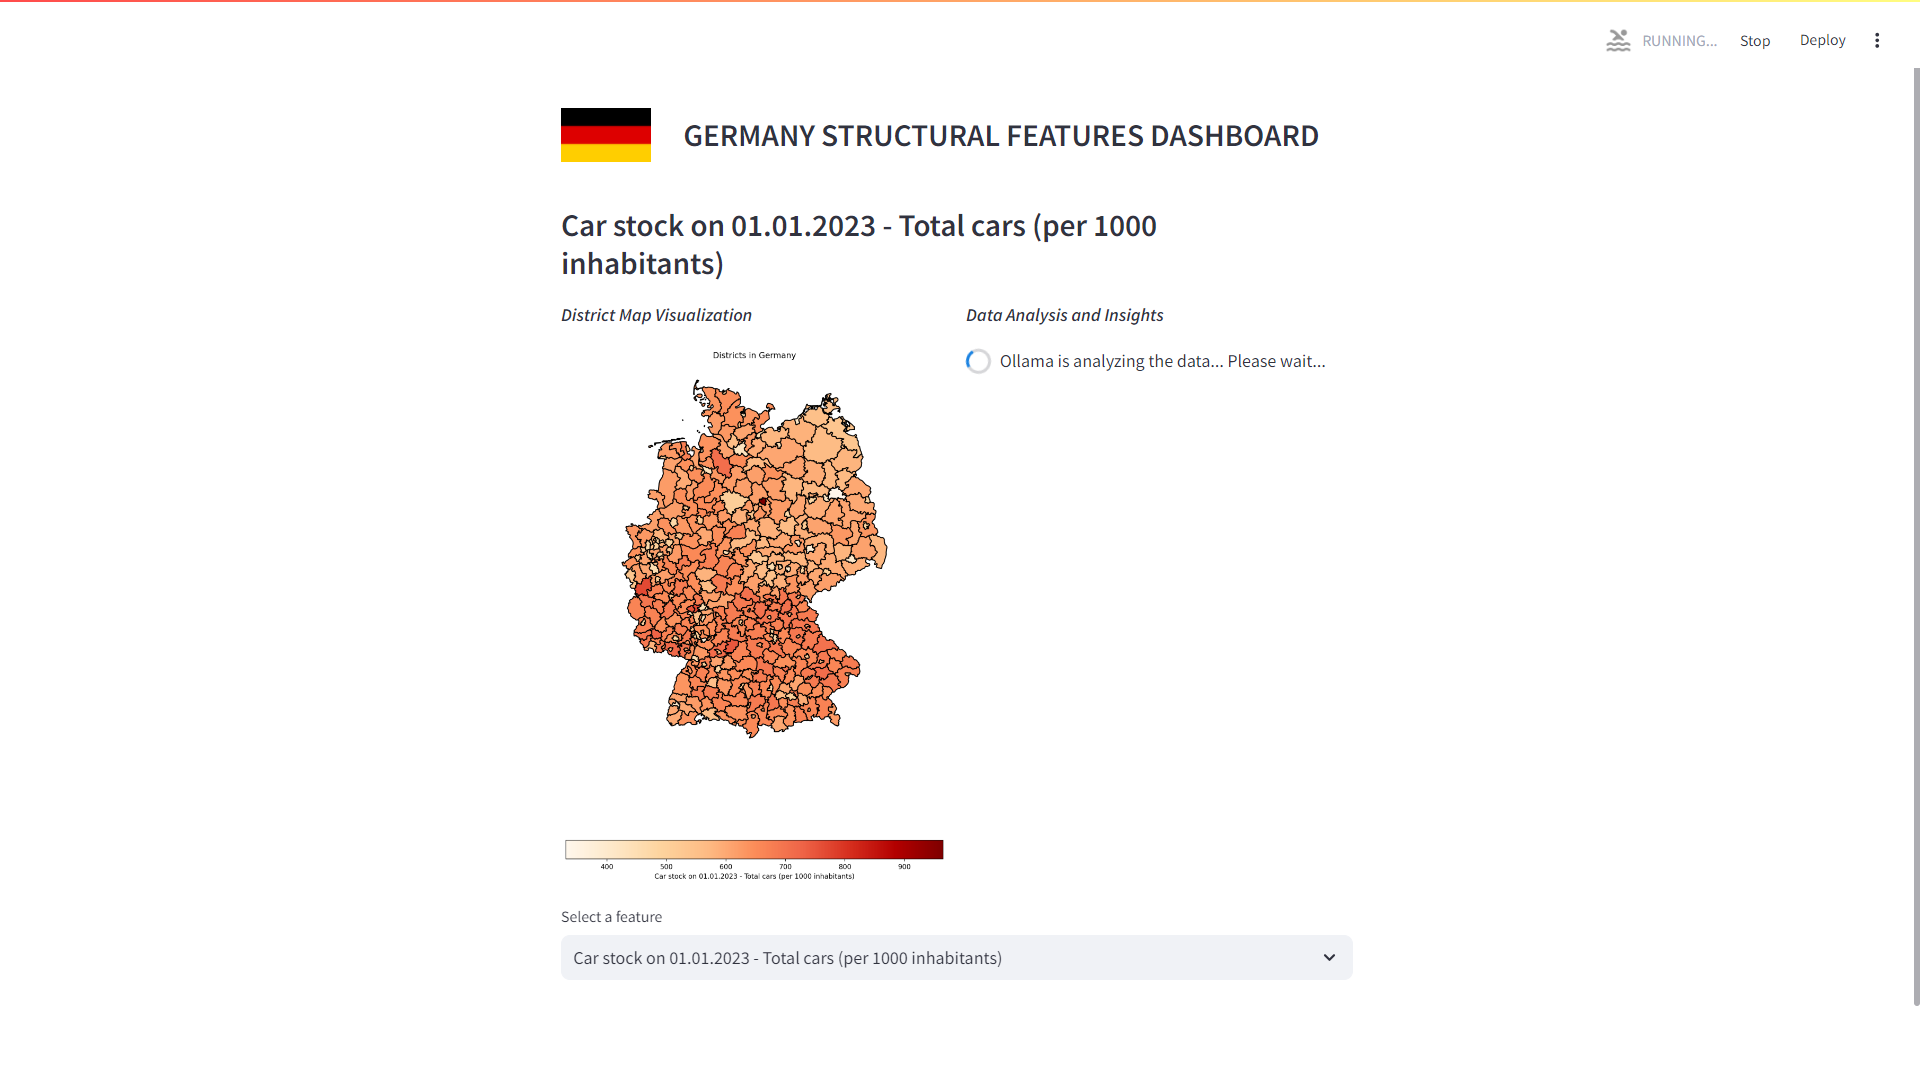 RUNNING...
Stop
Deploy
GERMANY STRUCTURAL FEATURES DASHBOARD
Car stock on 01.01.2023 - Total cars (per 1000
inhabitants)
District Map Visualization
Data Analysis and Insights
Districts in Germany
Ollama is analyzing the data... Please wait...
400 500 600 700 800 900
Car stock on 01.01.2023 - Total cars (per 1000 inhabitants)
Select a feature
Car stock on 01.01.2023 - Total cars (per 1000 inhabitants)